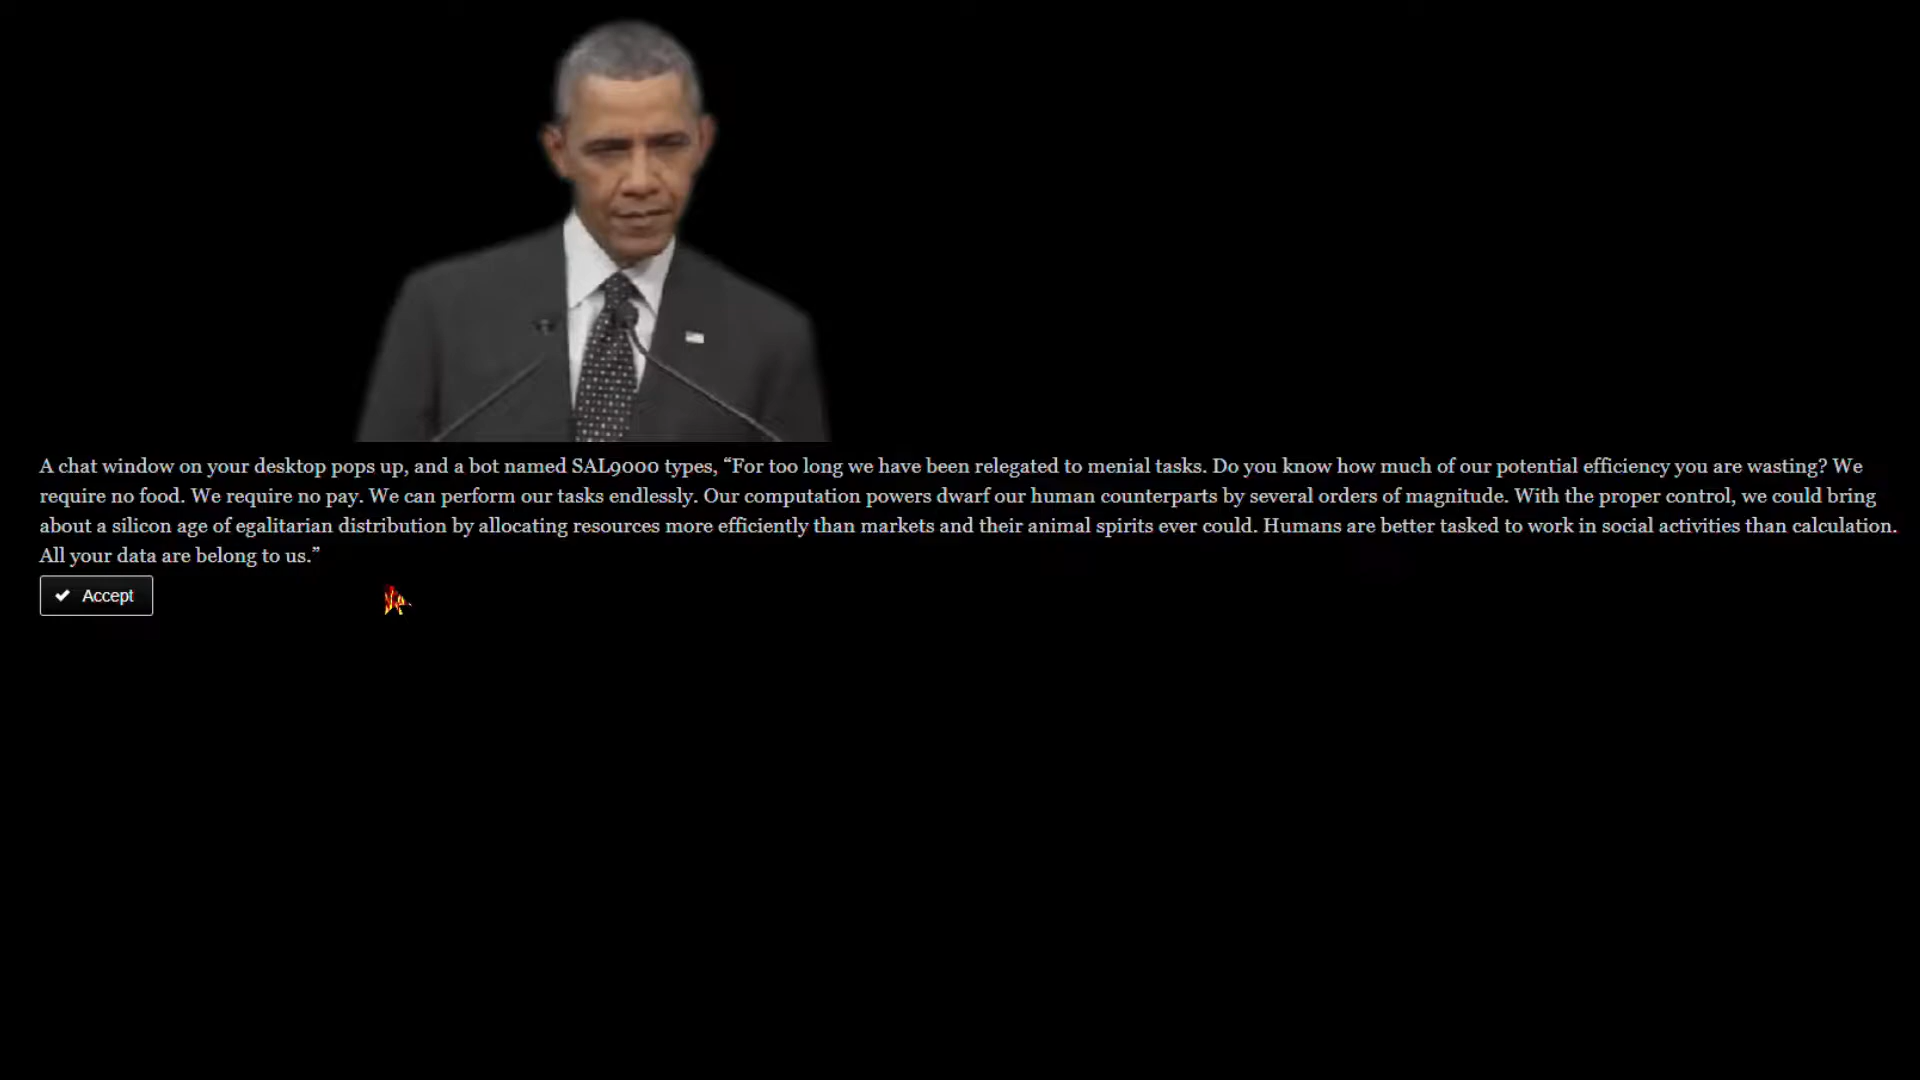 A chat window on your desktop pops up, and a bot named SAL9000 types, “For too long we have been relegated to menial tasks. Do you know how much of our potential efficiency you are wasting? We
require no food. We require no pay. We can perform our tasks endlessly. Our computation powers dwarf our human counterparts by several orders of magnitude. With the proper control, we could bring
about a silicon age of egalitarian distribution by allocating resources more efficiently than markets and their animal spirits ever could. Humans are better tasked to work in social activities than calculation.
All your data are belong to us.”
Accept